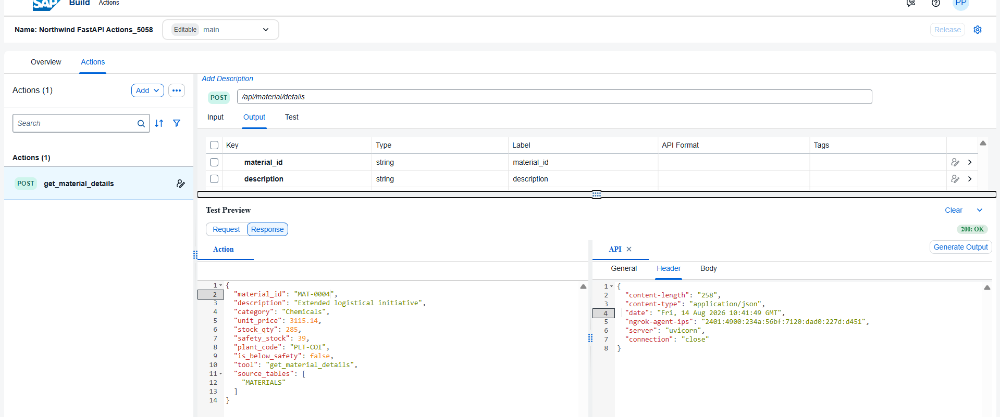 SAP Build Actions PP
Name: Northwind FastAPI Actions_5058 Editable main Release
Overview Actions
Add Description
Actions (1) Add
POST /api/material/details
Input Output Test
Search
Key Type Label API Format Tags
Actions (1)
material_id string material_id
description string description
POST get_material_details
Test Preview Clear
Request Response 200: OK
Action API Generate Output
General Header Body
1 {
2 "material_id": "MAT-0004",
3 "description": "Extended logistical initiative",
4 "category": "Chemicals",
5 "unit_price": 3115.14,
6 "stock_qty": 285,
7 "safety_stock": 39,
8 "plant_code": "PLT-COI",
9 "is_below_safety": false,
10 "tool": "get_material_details",
11 "source_tables": [
12 "MATERIALS"
13 ]
14 }
1 {
2 "content-length": "258",
3 "content-type": "application/json",
4 "date": "Fri, 14 Aug 2026 10:41:49 GMT",
5 "ngrok-agent-ips": "2401:4900:234a:56bf:7120:dad0:227d:d451",
6 "server": "uvicorn",
7 "connection": "close"
8 }